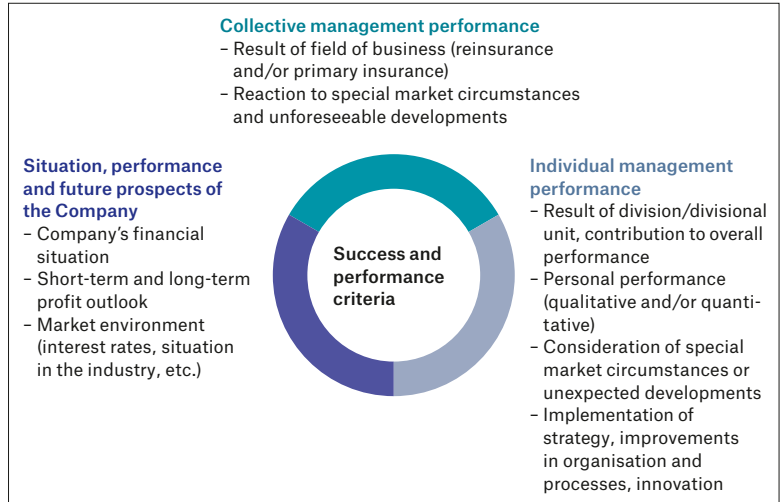 Collective management performance
– Result of field of business (reinsurance
and/or primary insurance)
– Reaction to special market circumstances
and unforeseeable developments
Situation, performance
and future prospects of
the Company
– Company’s financial
situation
– Short-term and long-term
profit outlook
– Market environment
(interest rates, situation
in the industry, etc.)
Success and
performance
criteria
Individual management
performance
– Result of division/divisional
unit, contribution to overall
performance
– Personal performance
(qualitative and/or quanti-
tative)
– Consideration of special
market circumstances or
unexpected developments
– Implementation of
strategy, improvements
in organisation and
processes, innovation